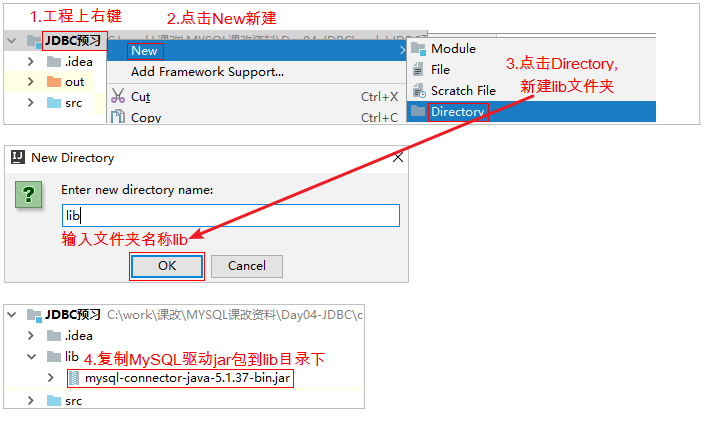 1.工程上右键
2.点击New新建
JDBC预习
New
Module
.idea
Add Framework Support...
File
3.点击Directory,
新建lib文件夹
out
Cut
Ctrl+X
Scratch File
src
Copy
Ctrl+C
Directory
New Directory
Enter new directory name:
lib
输入文件夹名称lib
OK
Cancel
JDBC预习 C:\work\课改\MYSQL课改资料\Day04-JDBC\c
.idea
lib
4.复制MySQL驱动jar包到lib目录下
mysql-connector-java-5.1.37-bin.jar
src